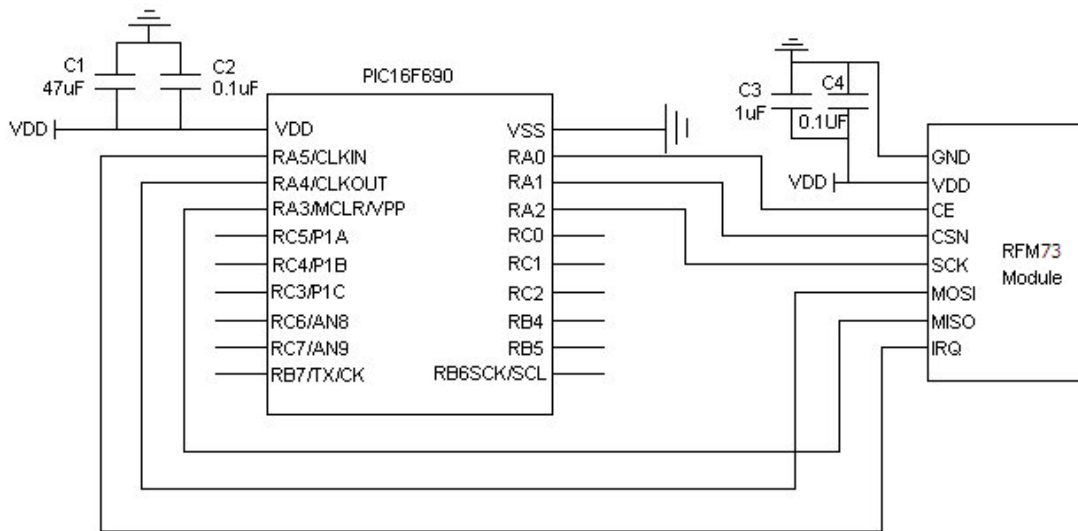 C1
47uF
C2
0.1uF
VDD
PIC16F690
VDD
RA5/CLKIN
RA4/CLKOUT
RA3/MCLR/VPP
RC5/P1A
RC4/P1B
RC3/P1C
RC6/AN8
RC7/AN9
RB7/TX/CK
VSS
RA0
RA1
RA2
RC0
RC1
RC2
RB4
RB5
RB6SCK/SCL
C3
1uF
C4
0.1UF
VDD
GND
VDD
CE
CSN
SCK
MOSI
MISO
IRQ
RFM73
Module